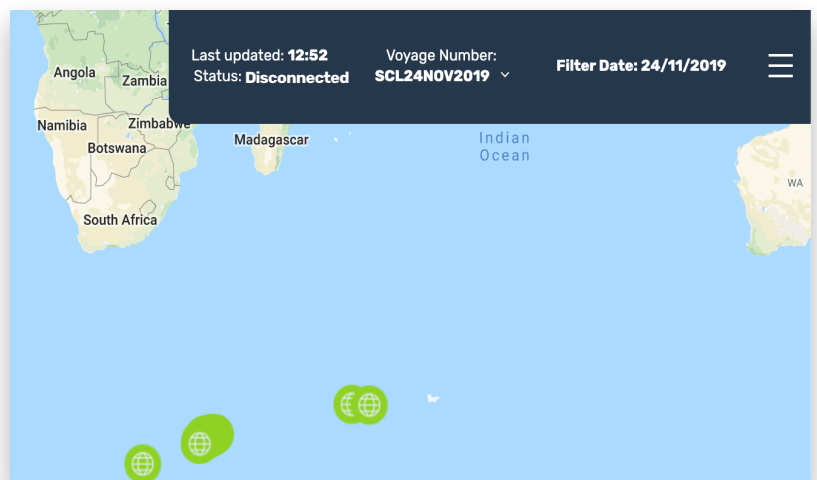 Last updated: 12:52
Status: Disconnected
Voyage Number:
SCL24NOV2019
Filter Date: 24/11/2019
Angola
Zambia
Namibia
Zimbabwe
Botswana
Madagascar
Indian
Ocean
WA
South Africa